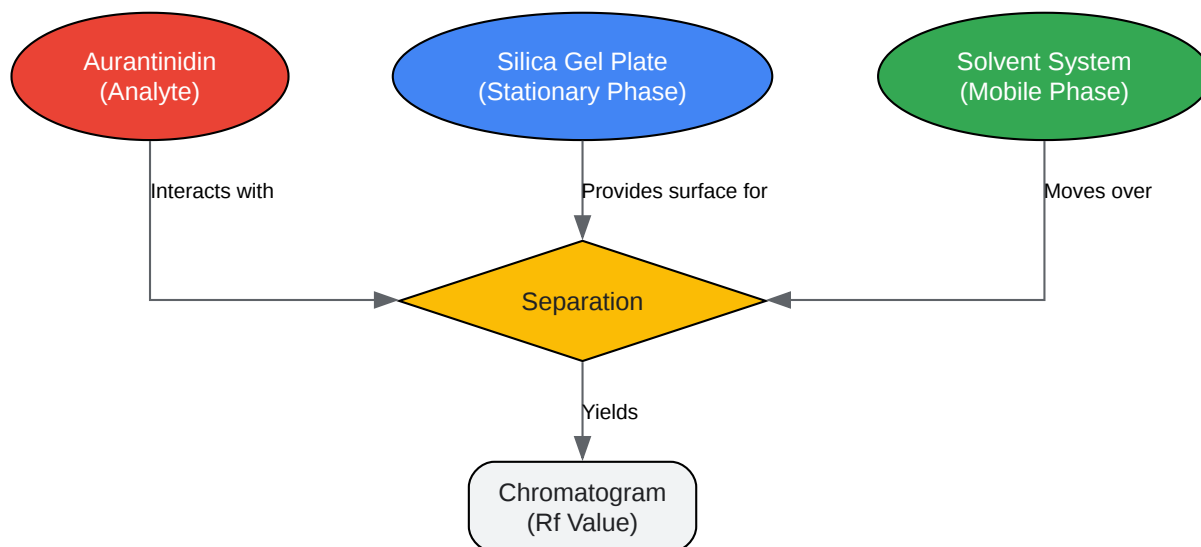 Aurantinidin
(Analyte)
Silica Gel Plate
(Stationary Phase)
Solvent System
(Mobile Phase)
Interacts with
Provides surface for
Moves over
Separation
Yields
Chromatogram
(Rf Value)